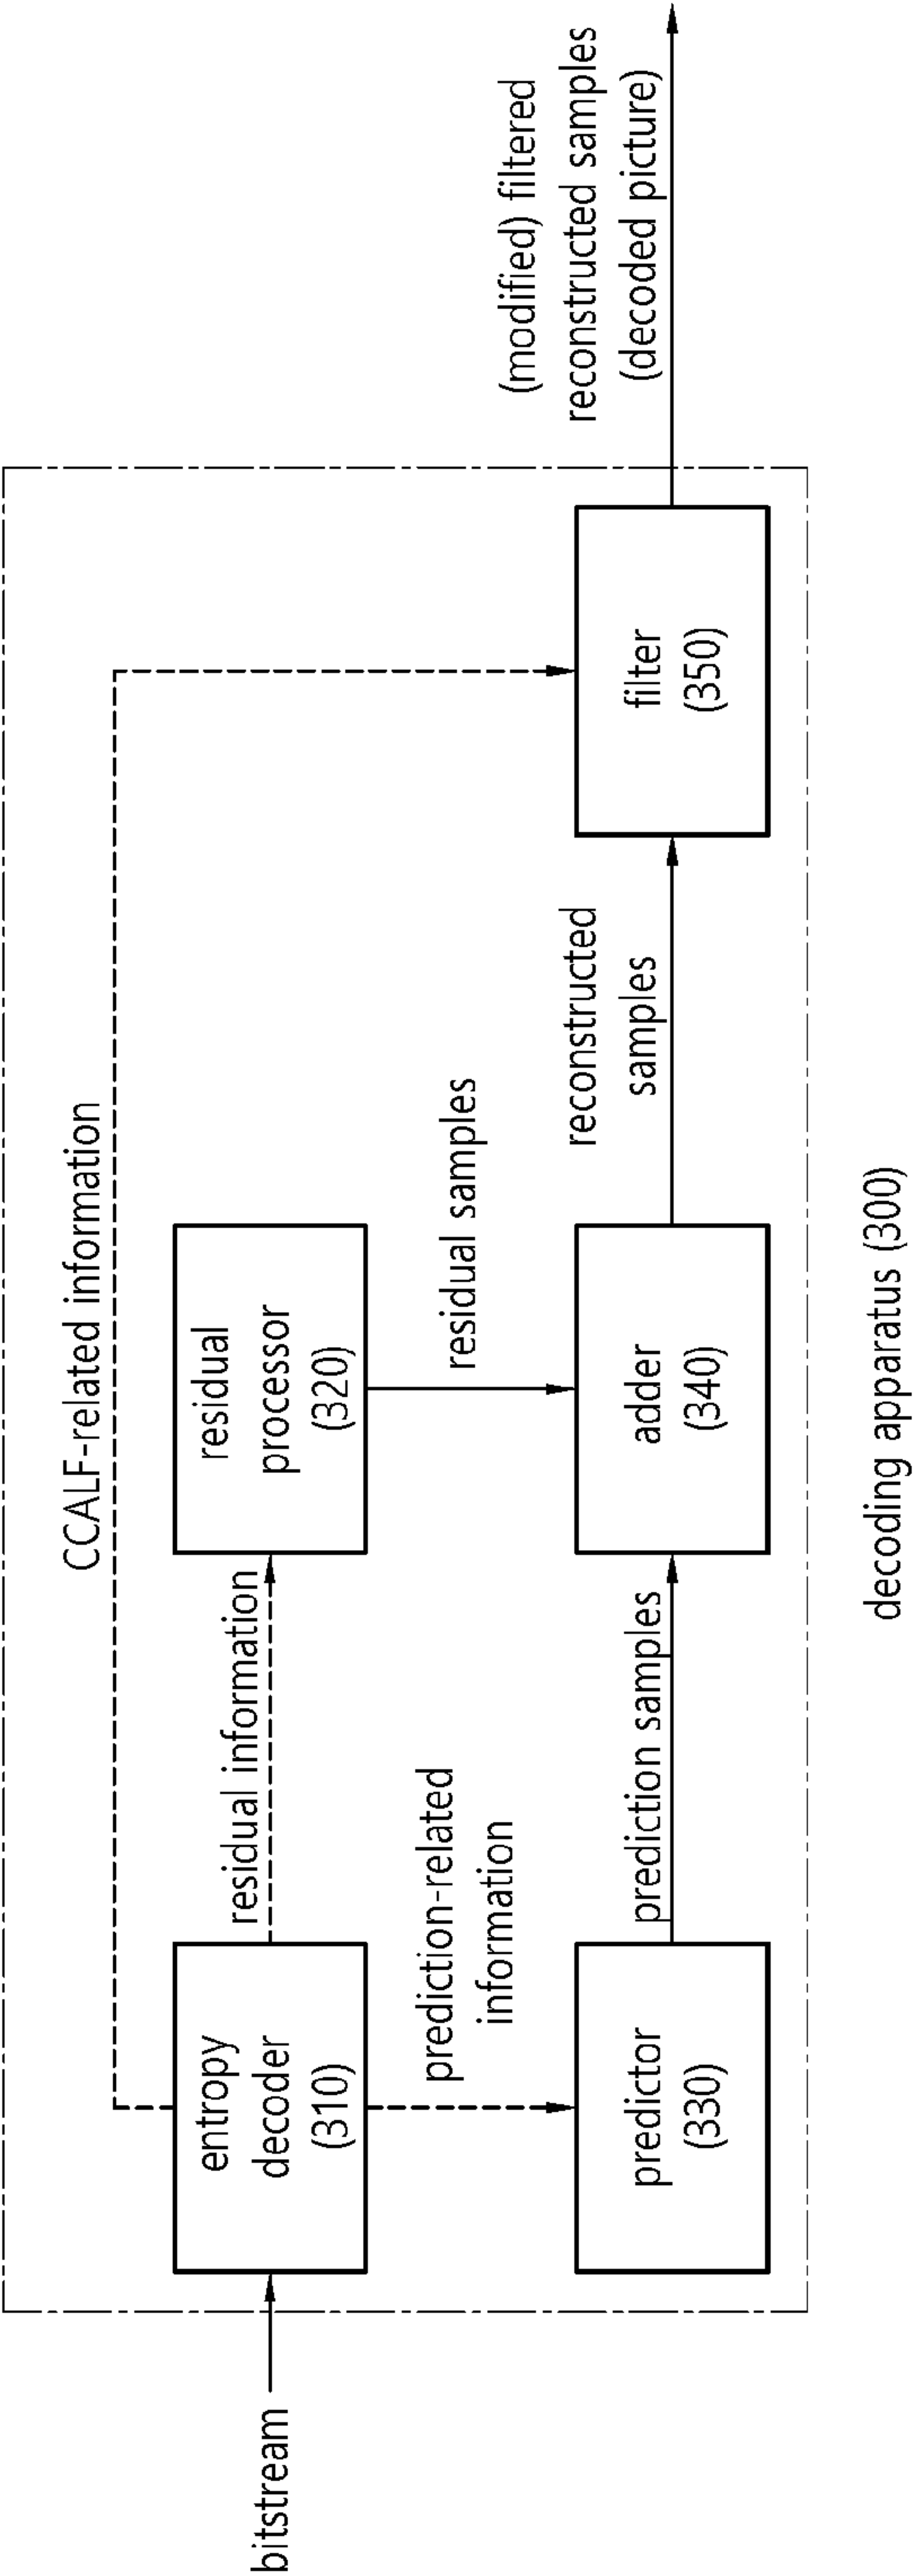 CCALF-related information
bitstream
entropy
decoder
(310)
residual information
residual
processor
(320)
prediction-related
information
residual samples
predictor
(330)
prediction samples
adder
(340)
reconstructed
samples
filter
(350)
(modified) filtered
reconstructed samples
(decoded picture)
decoding apparatus (300)